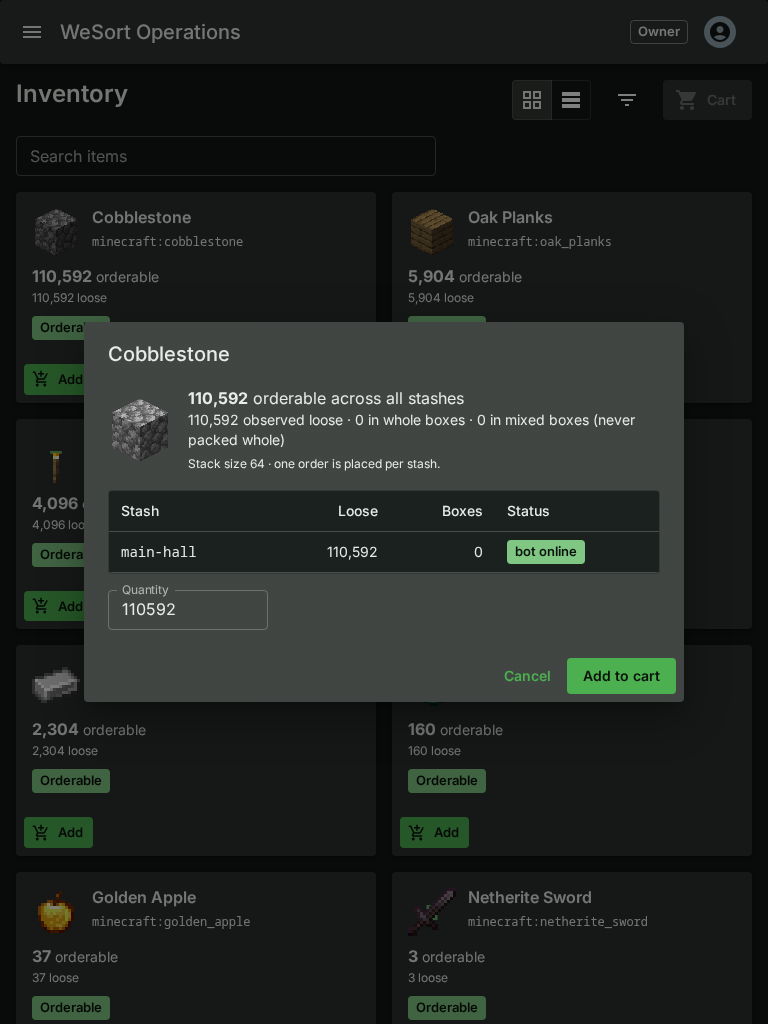 WeSort Operations
Owner
Inventory
Cart
Search items
Cobblestone
minecraft:cobblestone
110,592 orderable
110,592 loose
Add
Oak Planks
minecraft:oak_planks
5,904 orderable
5,904 loose
Cobblestone
110,592 orderable across all stashes
110,592 observed loose · 0 in whole boxes · 0 in mixed boxes (never
packed whole)
Stack size 64 · one order is placed per stash.
Stash Loose Boxes Status
main-hall 110,592 0 bot online
Quantity
110592
Cancel
Add to cart
4,096
4,096
Add
2,304 orderable
2,304 loose
Orderable
Add
160 orderable
160 loose
Orderable
Add
Golden Apple
minecraft:golden_apple
37 orderable
37 loose
Orderable
Netherite Sword
minecraft:netherite_sword
3 orderable
3 loose
Orderable